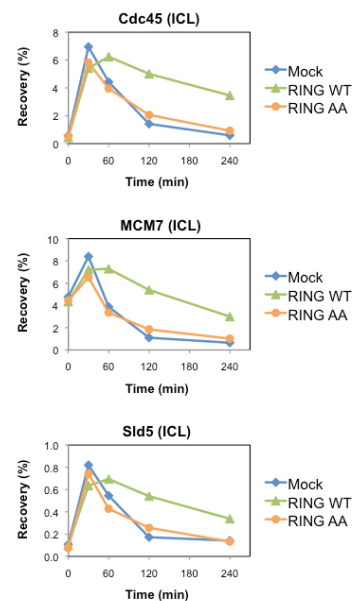 Cdc45 (ICL)
Recovery (%)
8
6
4
2
0
0 60 120 180 240
Time (min)
Mock
RING WT
RING AA
MCM7 (ICL)
Recovery (%)
10
8
6
4
2
0
0 60 120 180 240
Time (min)
Mock
RING WT
RING AA
Sld5 (ICL)
Recovery (%)
1.0
0.8
0.6
0.4
0.2
0.0
0 60 120 180 240
Time (min)
Mock
RING WT
RING AA